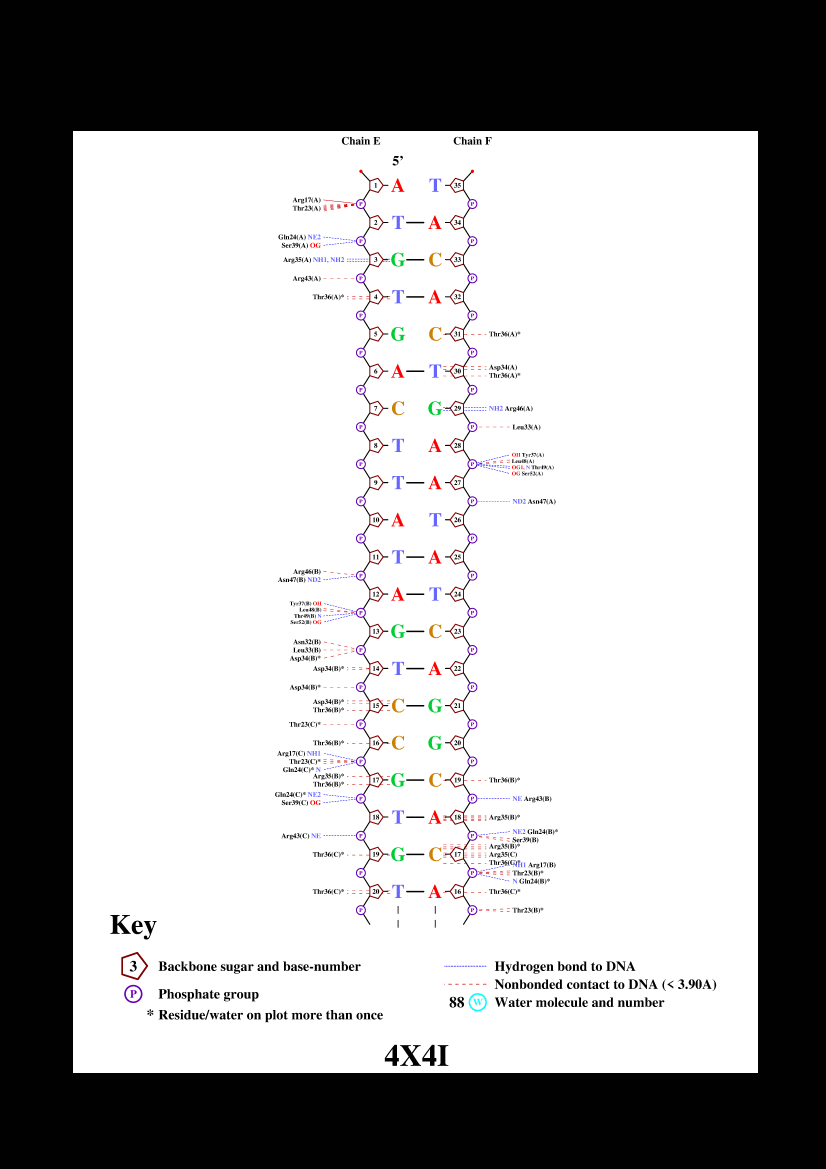 Chain E Chain F
5'
1 A T 35
P P
Arg17(A)
Thr23(A)
2 T A 34
Gln24(A) NE2 P P
Ser39(A) OG
Arg35(A) NH1, NH2 3 G C 33
Arg43(A) P P
Thr36(A)* 4 T A 32
P P
5 G C 31 Thr36(A)*
P P
6 A T 30 Asp34(A)
Thr36(A)*
P P
7 C G 29 NH2 Arg46(A)
P P Leu33(A)
8 T A 28
OH Tyr37(A)
P P Leu48(A)
OG1, N Thr49(A)
OG Ser52(A)
9 T A 27
P P ND2 Asn47(A)
10 A T 26
P P
11 T A 25
Arg46(B) P P
Asn47(B) ND2
12 A T 24
Tyr37(B) OH
Leu48(B) P P
Thr49(B) N
Ser52(B) OG
13 G C 23
Asn32(B)
Leu33(B) P P
Asp34(B)*
Asp34(B)* 14 T A 22
Asp34(B)* P P
Asp34(B)* 15 C G 21
Thr36(B)*
Thr23(C)* P P
Thr36(B)* 16 C G 20
Arg17(C) NH1
Thr23(C)* P P
Gln24(C)* N
Arg35(B)*
Thr36(B)* 17 G C 19 Thr36(B)*
Gln24(C)* NE2 P P NE Arg43(B)
Ser39(C) OG
18 T A 18 Arg35(B)*
Arg43(C) NE P P NE2 Gln24(B)*
Ser39(B)
Arg35(B)*
Thr36(C)* 19 G C 17 Arg35(C)
Thr36(C)*
NH1 Arg17(B)
P P Thr23(B)*
N Gln24(B)*
Thr36(C)* 20 T A 16 Thr36(C)*
P P Thr23(B)*
Key
3 Backbone sugar and base-number
P Phosphate group
* Residue/water on plot more than once
Hydrogen bond to DNA
Nonbonded contact to DNA (< 3.90A)
88 W Water molecule and number
4X4I